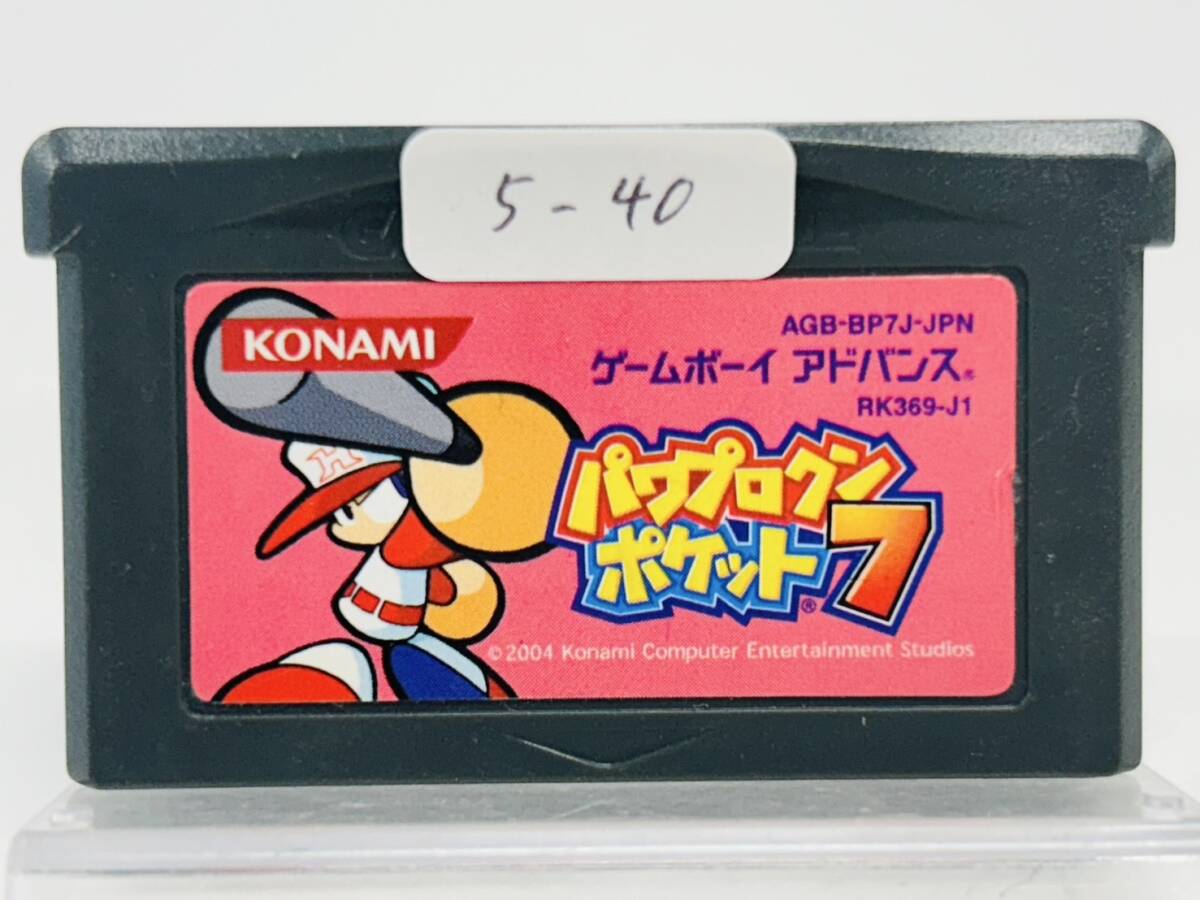 5-40
KONAMI
AGB-BP7J-JPN
ゲームボーイ アドバンス®
RK369-J1
H
パワプロクン
ポケット®7
©2004 Konami Computer Entertainment Studios